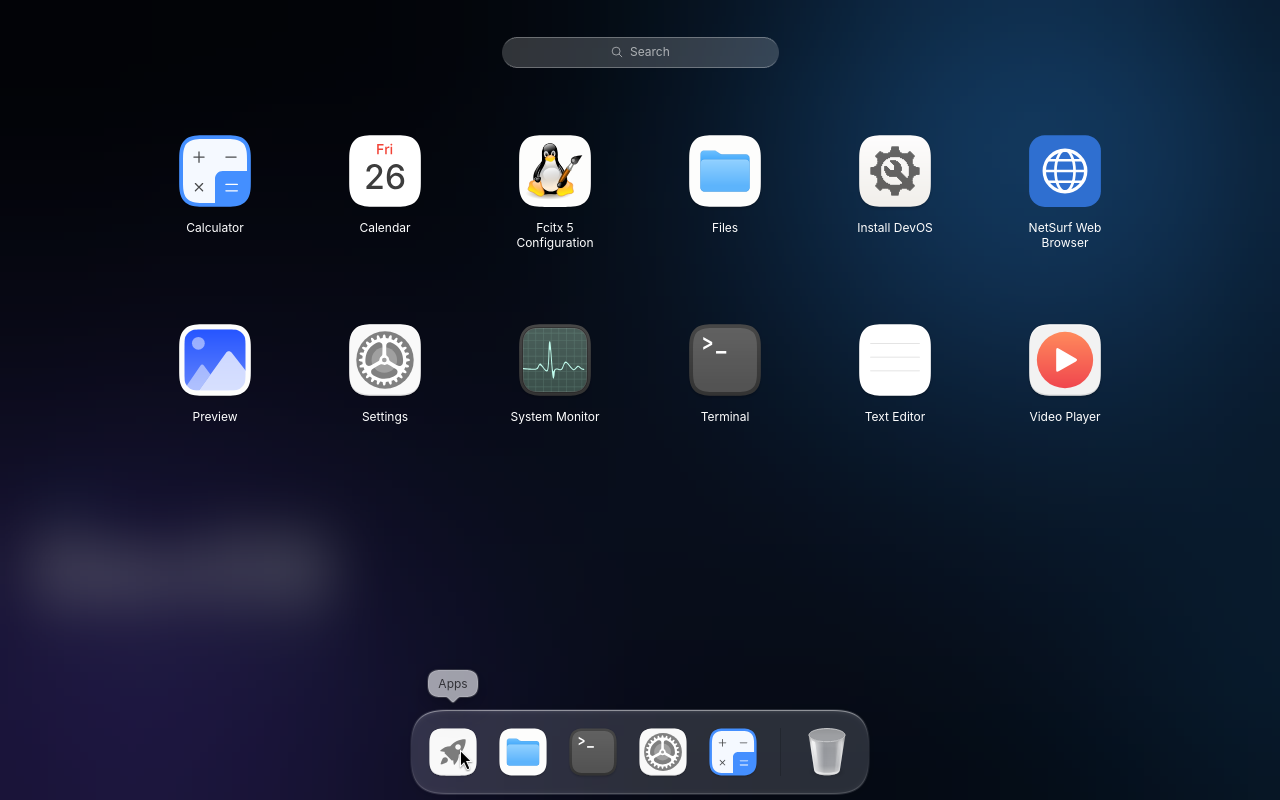 Search
Fri
26
Calculator
Calendar
Fcitx 5
Configuration
Files
Install DevOS
NetSurf Web
Browser
Preview
Settings
System Monitor
Terminal
Text Editor
Video Player
Apps